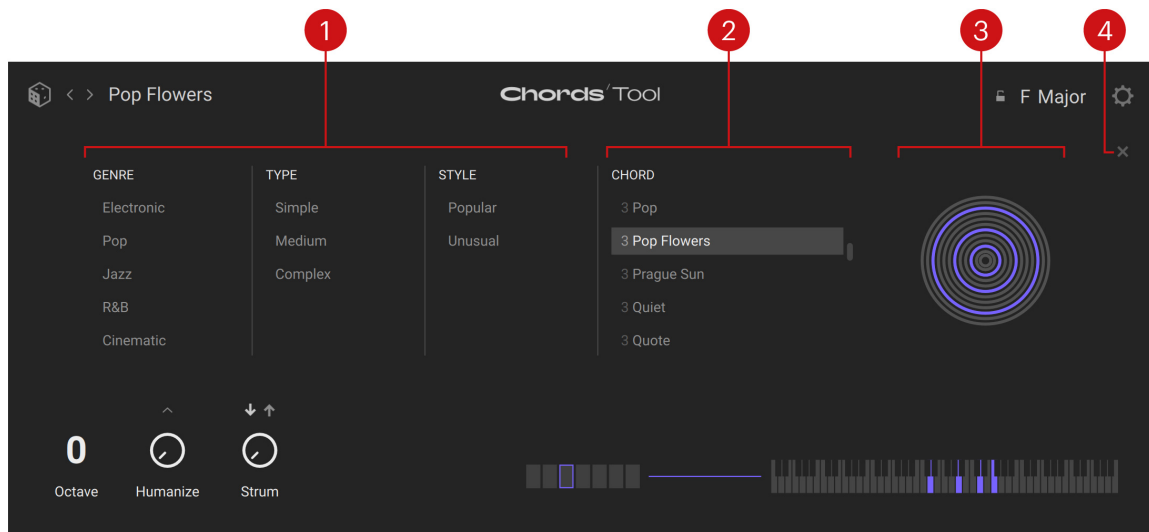 1 2 3 4
Pop Flowers
Chords' Tool
F Major
GENRE TYPE STYLE CHORD
Electronic Simple Popular 3 Pop
Pop Medium Unusual 3 Pop Flowers
Jazz Complex 3 Prague Sun
R&B 3 Quiet
Cinematic 3 Quote
0
Octave Humanize Strum